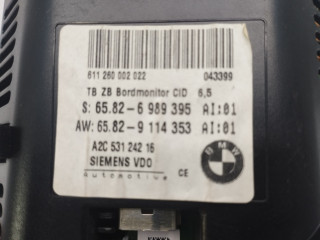 611 260 002 022 043399
TB ZB Bordmonitor CID 6,5
S: 65.82-6 989 395 AI:01
AW: 65.82-9 114 353 AI:01
A2C 531 242 16
SIEMENS VDO
Automotive CE
BMW